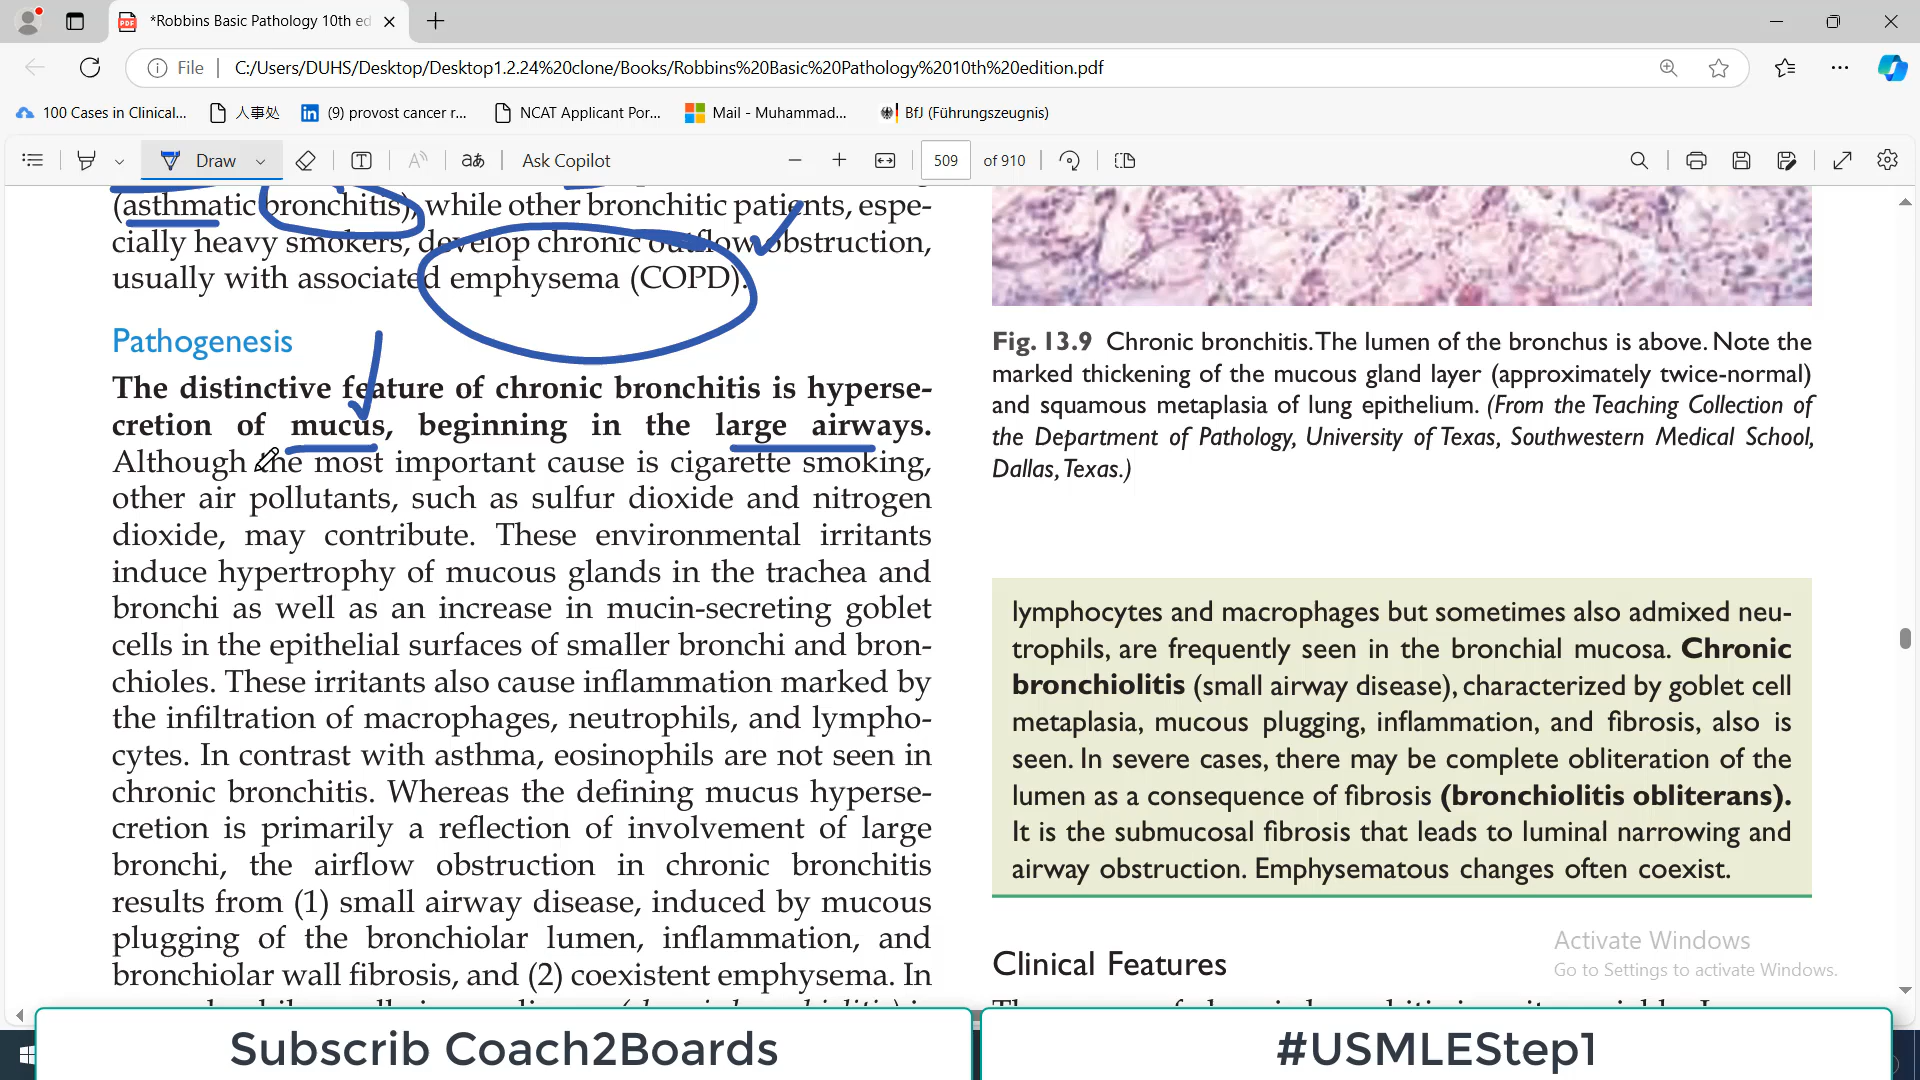 *Robbins Basic Pathology 10th ed
File
C:/Users/DUHS/Desktop/Desktop1.2.24%20clone/Books/Robbins%20Basic%20Pathology%2010th%20edition.pdf
100 Cases in Clinical...
人事处
(9) provost cancer r...
NCAT Applicant Por...
Mail - Muhammad...
BfJ (Führungszeugnis)
Draw
Ask Copilot
509 of 910
(asthmatic bronchitis), while other bronchitic patients, espe-
cially heavy smokers, develop chronic outflow obstruction,
usually with associated emphysema (COPD).
Pathogenesis
The distinctive feature of chronic bronchitis is hyperse-
cretion of mucus, beginning in the large airways.
Although the most important cause is cigarette smoking,
other air pollutants, such as sulfur dioxide and nitrogen
dioxide, may contribute. These environmental irritants
induce hypertrophy of mucous glands in the trachea and
bronchi as well as an increase in mucin-secreting goblet
cells in the epithelial surfaces of smaller bronchi and bron-
chioles. These irritants also cause inflammation marked by
the infiltration of macrophages, neutrophils, and lympho-
cytes. In contrast with asthma, eosinophils are not seen in
chronic bronchitis. Whereas the defining mucus hyperse-
cretion is primarily a reflection of involvement of large
bronchi, the airflow obstruction in chronic bronchitis
results from (1) small airway disease, induced by mucous
plugging of the bronchiolar lumen, inflammation, and
bronchiolar wall fibrosis, and (2) coexistent emphysema. In
Fig. 13.9 Chronic bronchitis. The lumen of the bronchus is above. Note the
marked thickening of the mucous gland layer (approximately twice-normal)
and squamous metaplasia of lung epithelium. (From the Teaching Collection of
the Department of Pathology, University of Texas, Southwestern Medical School,
Dallas, Texas.)
lymphocytes and macrophages but sometimes also admixed neu-
trophils, are frequently seen in the bronchial mucosa. Chronic
bronchiolitis (small airway disease), characterized by goblet cell
metaplasia, mucous plugging, inflammation, and fibrosis, also is
seen. In severe cases, there may be complete obliteration of the
lumen as a consequence of fibrosis (bronchiolitis obliterans).
It is the submucosal fibrosis that leads to luminal narrowing and
airway obstruction. Emphysematous changes often coexist.
Clinical Features
Activate Windows
Go to Settings to activate Windows.
Subscrib Coach2Boards
#USMLEStep1